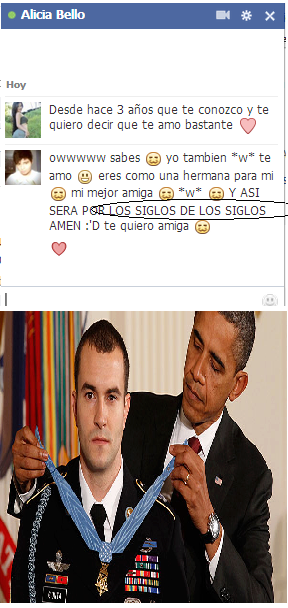 Alicia Bello
Hoy
Desde hace 3 años que te conozco y te
quiero decir que te amo bastante
owwwww sabes yo tambien *w* te
amo eres como una hermana para mi
mi mejor amiga *w* Y ASI
SERA POR LOS SIGLOS DE LOS SIGLOS
AMEN :'D te quiero amiga